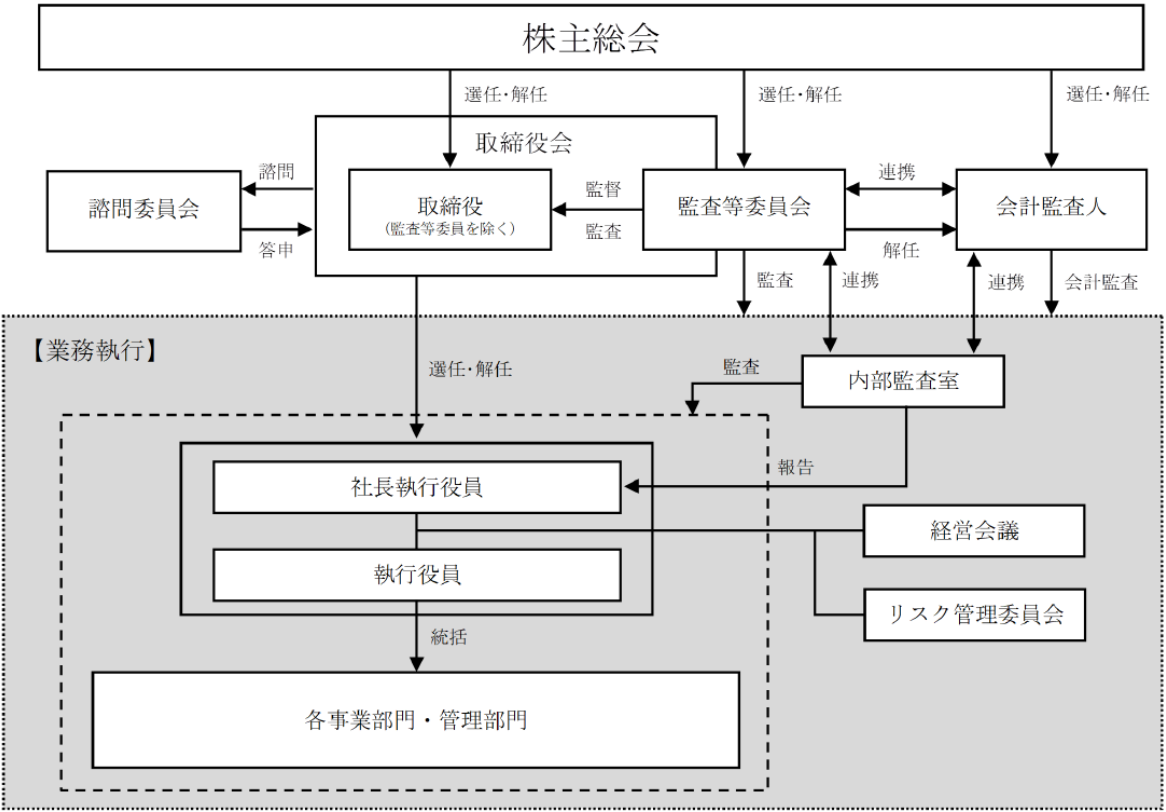 株主総会
選任・解任
選任・解任
選任・解任
取締役会
諮問委員会
諮問
答申
取締役
(監査等委員を除く)
監督
監査
監査等委員会
連携
解任
会計監査人
監査
連携
連携
会計監査
【業務執行】
選任・解任
監査
内部監査室
報告
社長執行役員
経営会議
執行役員
リスク管理委員会
統括
各事業部門・管理部門